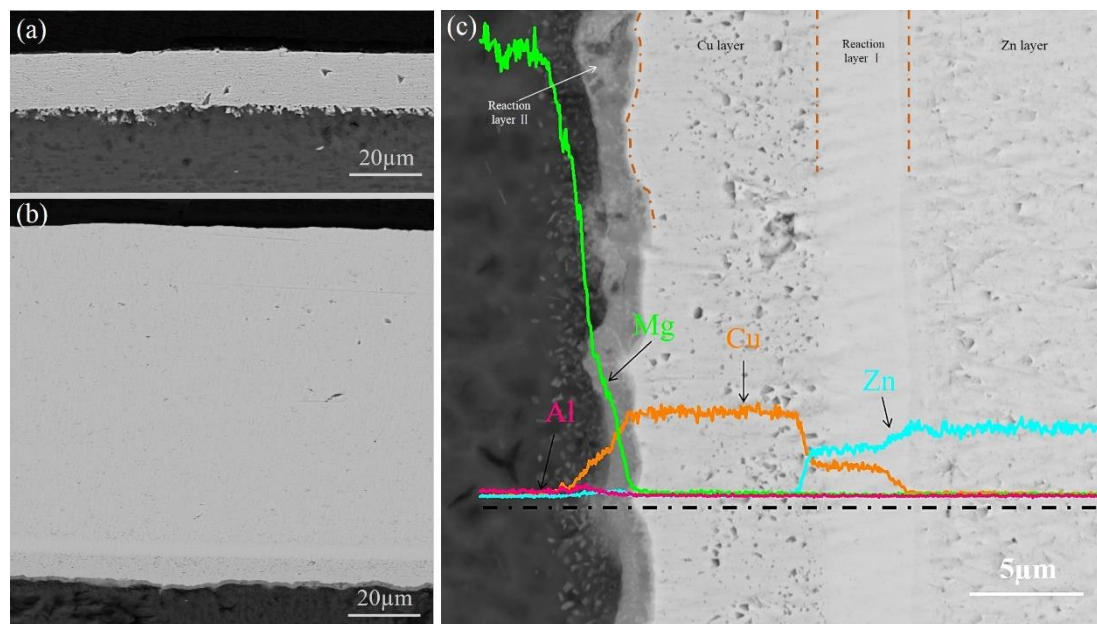 (a)
20µm
(b)
20µm
(c)
Cu layer
Reaction
layer Ⅰ
Zn layer
Reaction
layer Ⅱ
Mg
Cu
Zn
Al
5µm